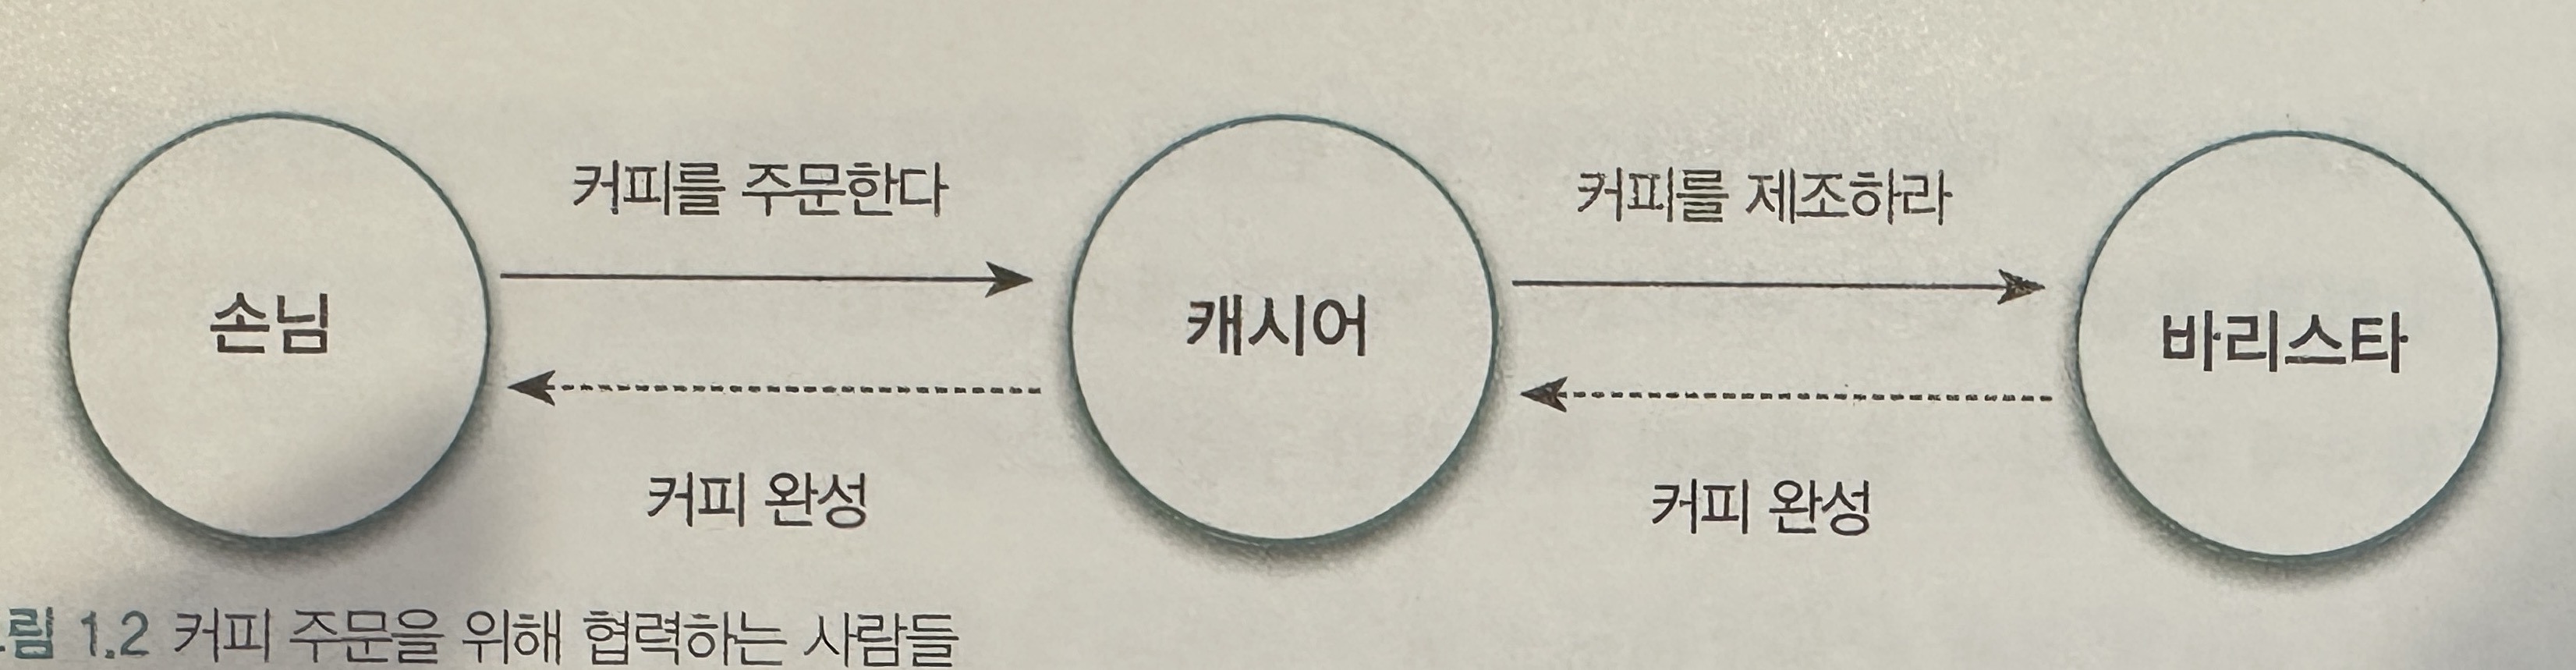 커피를 주문한다
커피를 제조하라
손님
캐시어
바리스타
커피 완성
커피 완성
그림 1.2 커피 주문을 위해 협력하는 사람들